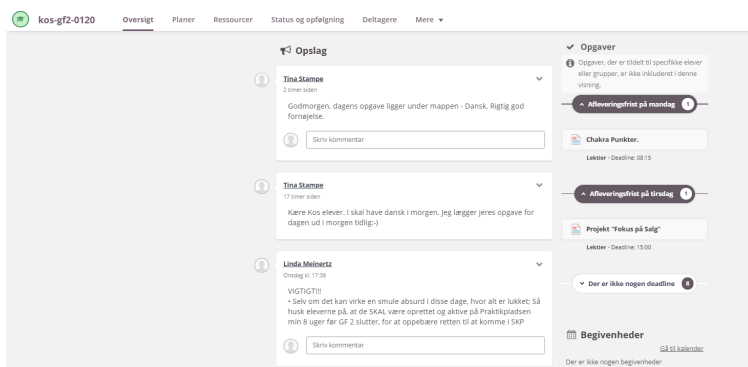 kos-gf2-0120
Oversigt
Planer
Ressourcer
Status og opfølgning
Deltagere
Mere
Opslag
Tina Stampe
2 timer siden
Godmorgen, dagens opgave ligger under mappen - Dansk. Rigtig god
fornøjelse.
Skriv kommentar
Tina Stampe
17 timer siden
Kære Kos elever. I skal have dansk i morgen. Jeg lægger jeres opgave for
dagen ud i morgen tidlig:-)
Linda Meinertz
Onsdag kl. 17:38
VIGTIGT!!!
• Selv om det kan virke en smule absurd i disse dage, hvor alt er lukket; Så
husk eleverne på, at de SKAL være oprettet og aktive på Praktikpladsen
min 8 uger før GF 2 slutter, for at oppebære retten til at komme i SKP
Skriv kommentar
Opgaver
Opgaver, der er tildelt til specifikke elever
eller grupper, er ikke inkluderet i denne
visning.
Afleveringsfrist på mandag 1
Chakra Punkter.
Lektier - Deadline: 08:15
Afleveringsfrist på tirsdag 1
Projekt "Fokus på Salg"
Lektier - Deadline: 15:00
Der er ikke nogen deadline 8
Begivenheder
Gå til kalender
Der er ikke nogen begivenheder